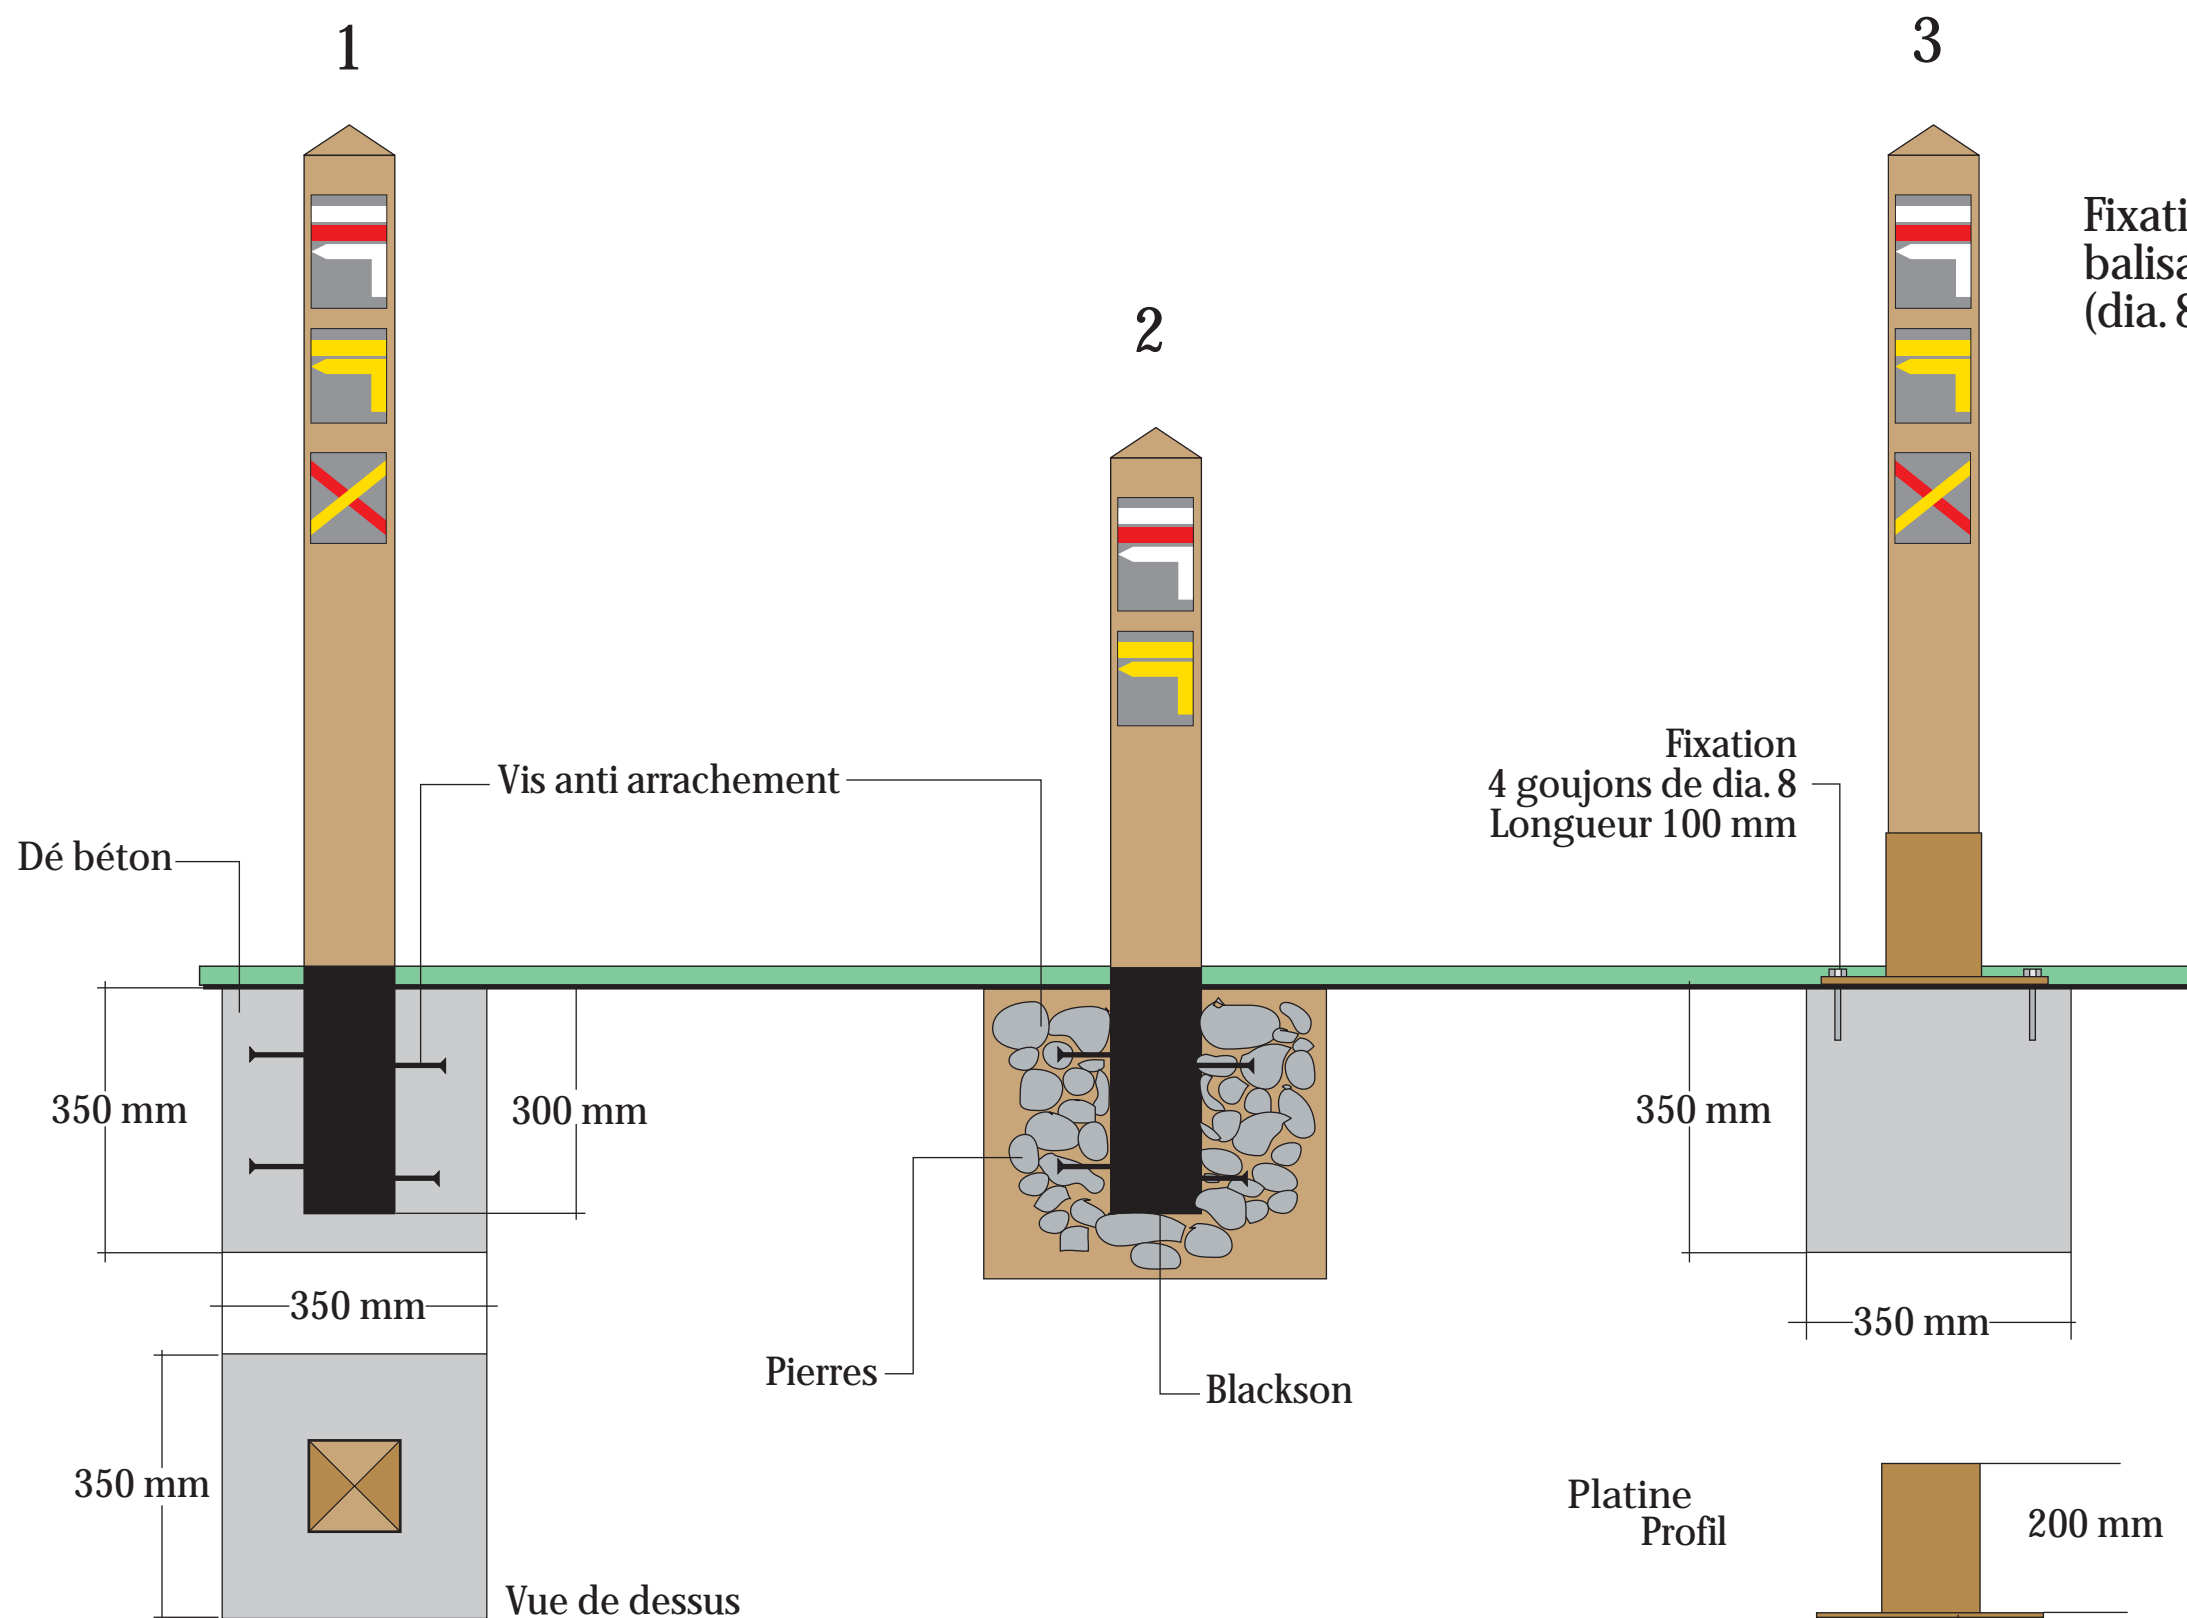 1
3
2
(dia. 8
Vis anti arrachement
Fixation
4 goujons de dia. 8
Longueur 100 mm
Dé béton
350 mm
300 mm
350 mm
350 mm
350 mm
Pierres
Blackson
350 mm
Platine
Profil
200 mm
Vue de dessus